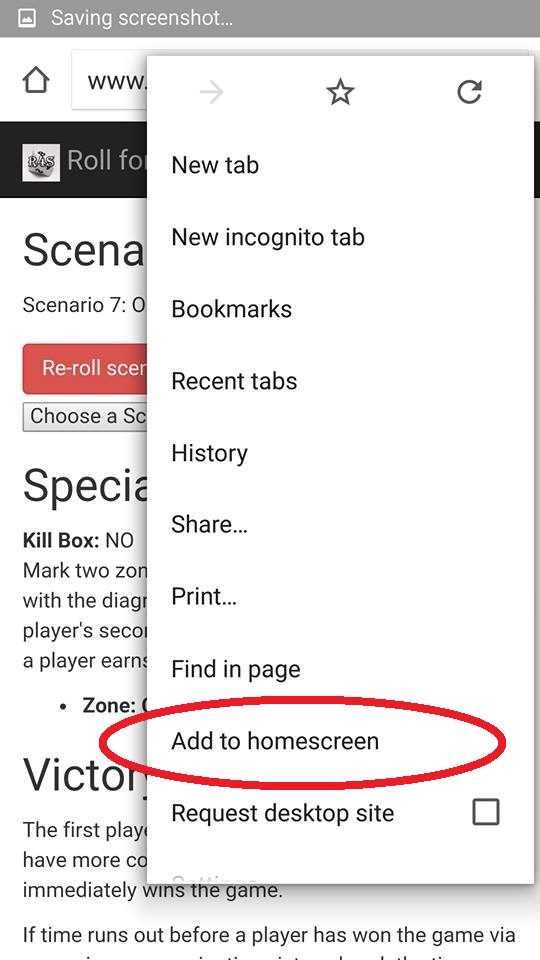 Saving screenshot...
www.
RAS Roll fo
New tab
Scena
New incognito tab
Scenario 7: O
Bookmarks
Re-roll scen
Recent tabs
Choose a Sc
History
Specia
Share...
Kill Box: NO
Mark two zon
Print...
with the diagr
player's secon
a player earns
Find in page
• Zone:
Add to homescreen
Victor
Request desktop site
The first playe
have more co
Settings
immediately wins the game.
If time runs out before a player has won the game via